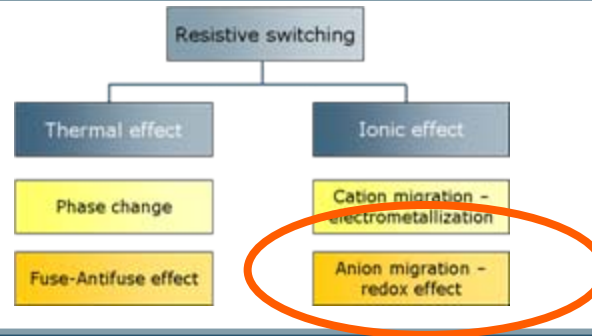 Resistive switching
Thermal effect
Ionic effect
Phase change
Cation migration –
electrometallization
Fuse-Antifuse effect
Anion migration –
redox effect